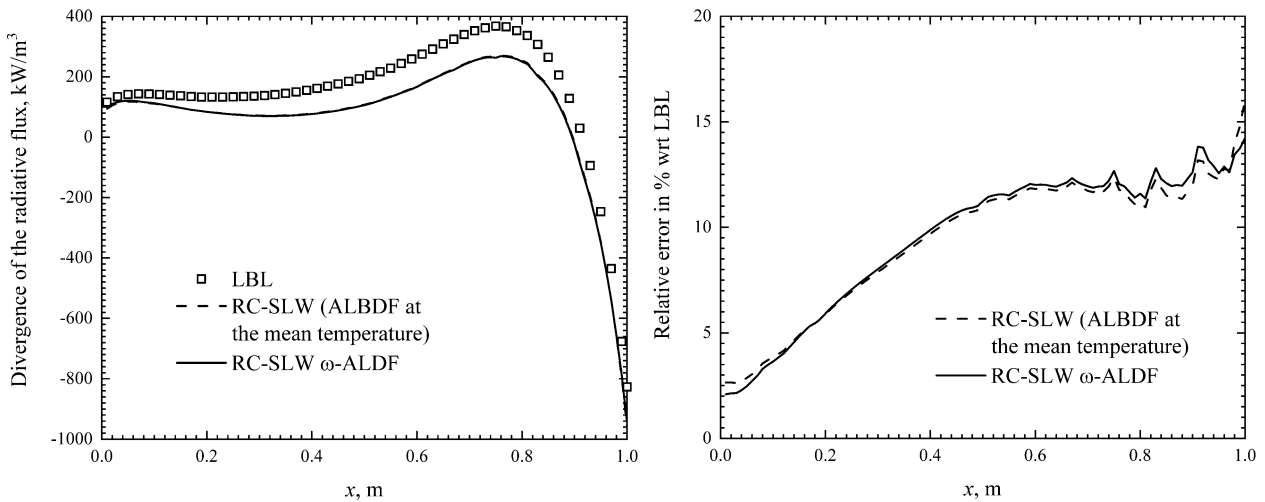 Divergence of the radiative flux, kW/m³
400
200
0
-200
-400
-600
-800
-1000
LBL
RC-SLW (ALBDF at
the mean temperature)
RC-SLW ω-ALDF
0.0 0.2 0.4 0.6 0.8 1.0
x, m
Relative error in % wrt LBL
20
15
10
5
0
RC-SLW (ALBDF at
the mean temperature)
RC-SLW ω-ALDF
0.0 0.2 0.4 0.6 0.8 1.0
x, m